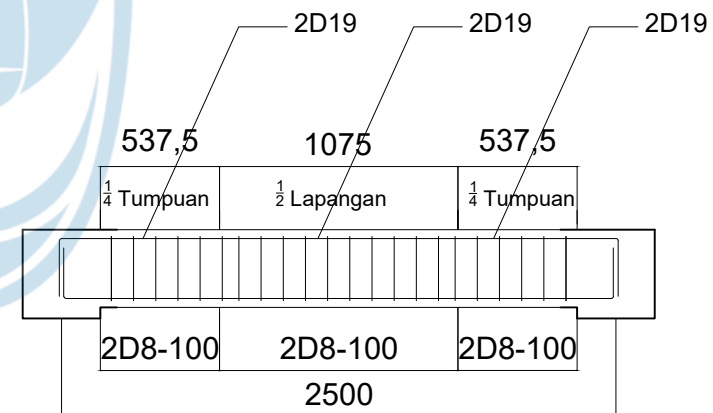 2D19 2D19 2D19
537,5 1075 537,5
1/4 Tumpuan 1/2 Lapangan 1/4 Tumpuan
2D8-100 2D8-100 2D8-100
2500